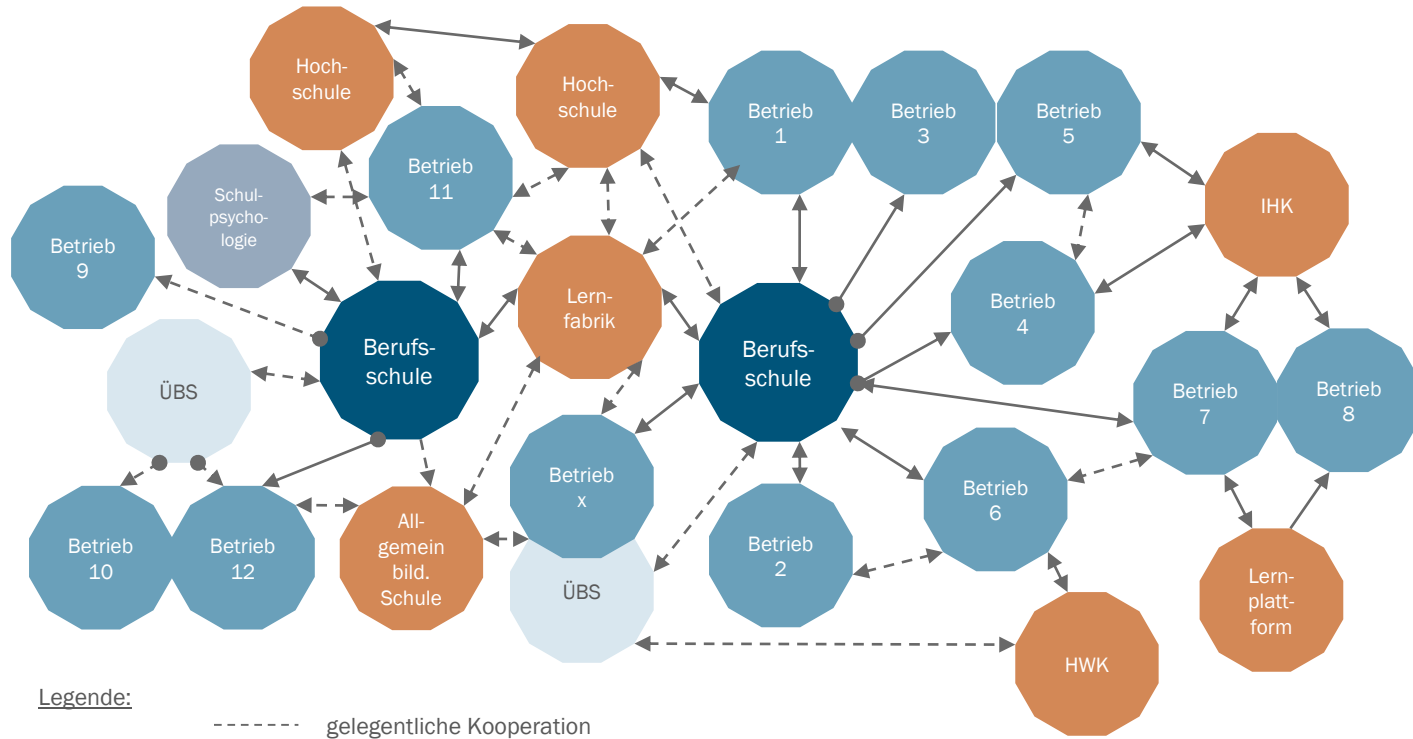 Hoch-
schule
Hoch-
schule
Betrieb
1
Betrieb
3
Betrieb
5
Betrieb
11
Schul-
psycho-
logie
IHK
Betrieb
9
Lern-
fabrik
Betrieb
4
Berufs-
schule
Berufs-
schule
ÜBS
Betrieb
7
Betrieb
8
Betrieb
x
Betrieb
6
Betrieb
10
Betrieb
12
All-
gemein
bild.
Schule
Betrieb
2
ÜBS
Lern-
platt-
form
HWK
Legende:
gelegentliche Kooperation